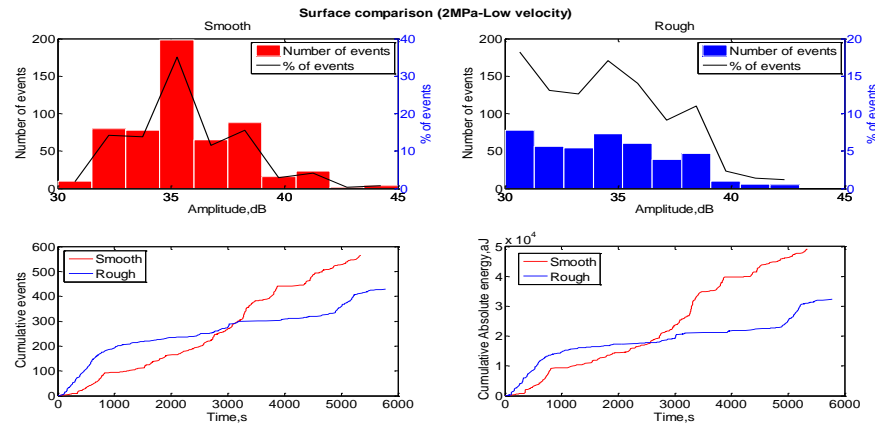 Surface comparison (2MPa-Low velocity)
Smooth
Number of events
% of events
200
150
100
50
0
40
30
20
10
0
30
35
40
45
Number of events
% of events
Amplitude,dB
Rough
Number of events
% of events
200
150
100
50
0
20
15
10
5
0
30
35
40
45
Number of events
% of events
Amplitude,dB
Smooth
Rough
600
500
400
300
200
100
0
0
1000
2000
3000
4000
5000
6000
Cumulative events
Time,s
x 10^4
Smooth
Rough
5
4
3
2
1
0
0
1000
2000
3000
4000
5000
6000
Cumulative Absolute energy,aJ
Time,s